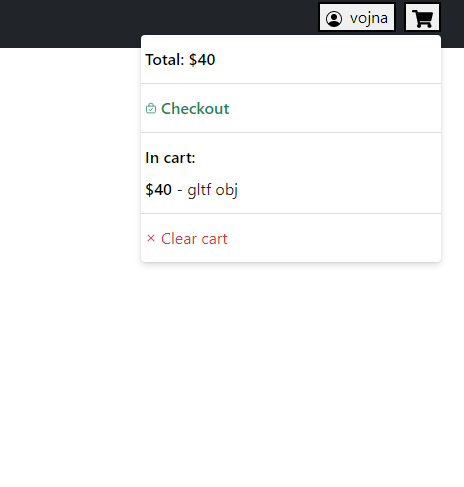 vojna
Total: $40
Checkout
In cart:
$40 - gltf obj
Clear cart